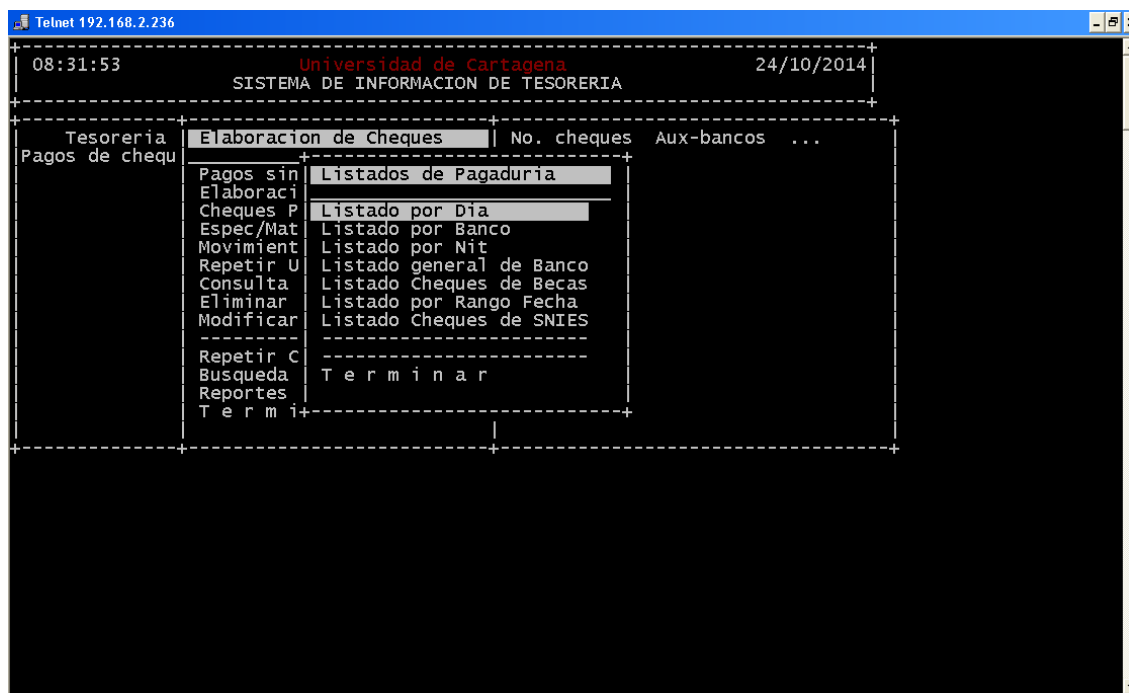 Telnet 192.168.2.236
08:31:53 Universidad de Cartagena 24/10/2014
SISTEMA DE INFORMACION DE TESORERIA
Tesoreria Elaboracion de Cheques No. cheques Aux-bancos ...
Pagos de chequ
Pagos sin Listados de Pagaduria
Elaboraci
Cheques P Listado por Dia
Espec/Mat Listado por Banco
Movimient Listado por Nit
Repetir U Listado general de Banco
Consulta Listado Cheques de Becas
Eliminar Listado por Rango Fecha
Modificar Listado Cheques de SNIES
Repetir C
Busqueda T e r m i n a r
Reportes
T e r m i